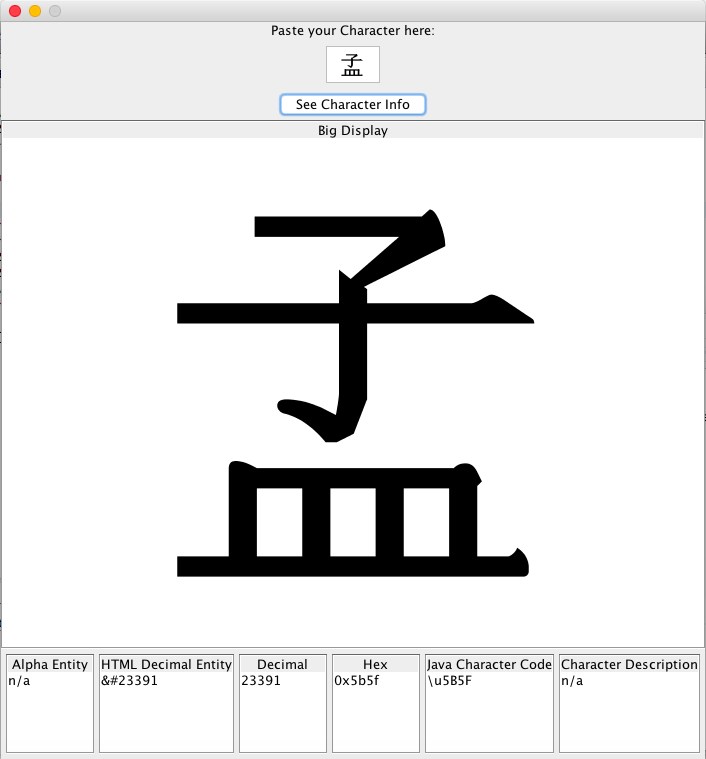 Paste your Character here:
孟
See Character Info
Big Display
孟
Alpha Entity HTML Decimal Entity Decimal Hex Java Character Code Character Description
n/a &#23391 23391 0x5b5f \u5B5F n/a